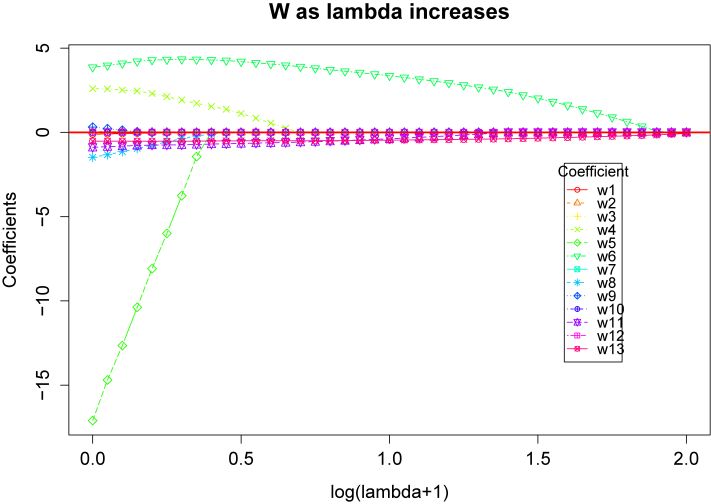 W as lambda increases
Coefficients
5
0
−5
−10
−15
Coefficient
w1
w2
w3
w4
w5
w6
w7
w8
w9
w10
w11
w12
w13
0.0 0.5 1.0 1.5 2.0
log(lambda+1)